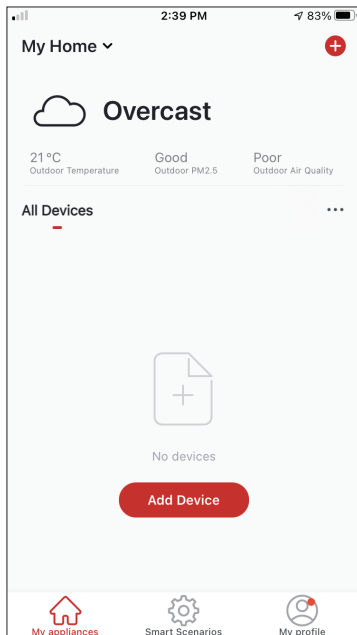 2:39 PM 83%
My Home
Overcast
21 °C Good Poor
Outdoor Temperature Outdoor PM2.5 Outdoor Air Quality
All Devices
No devices
Add Device
My appliances Smart Scenarios My profile